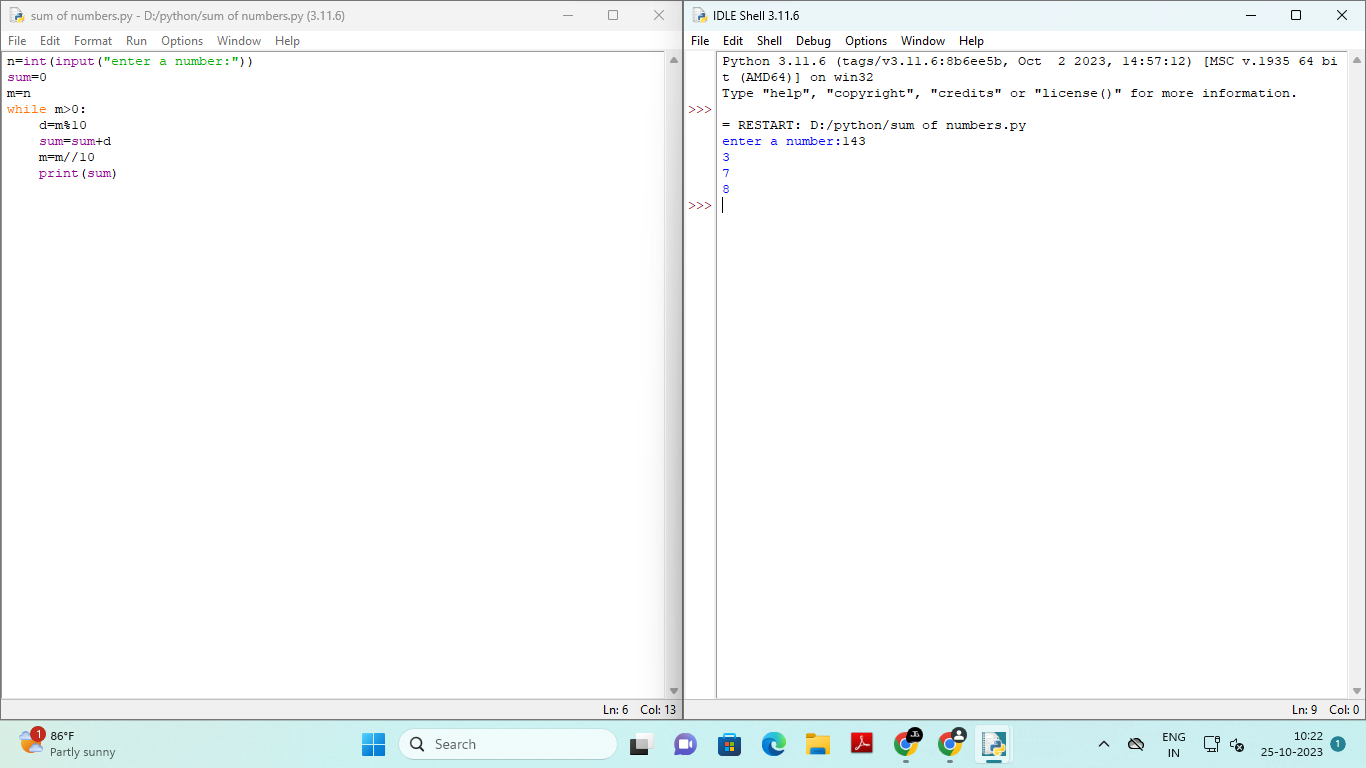 sum of numbers.py - D:/python/sum of numbers.py (3.11.6)
File Edit Format Run Options Window Help
n=int(input("enter a number:"))
sum=0
m=n
while m>0:
    d=m%10
    sum=sum+d
    m=m//10
    print(sum)
Ln: 6 Col: 13
IDLE Shell 3.11.6
File Edit Shell Debug Options Window Help
Python 3.11.6 (tags/v3.11.6:8b6ee5b, Oct  2 2023, 14:57:12) [MSC v.1935 64 bi
t (AMD64)] on win32
Type "help", "copyright", "credits" or "license()" for more information.
>>>
= RESTART: D:/python/sum of numbers.py
enter a number:143
3
7
8
>>>
Ln: 9 Col: 0
1
86°F
Partly sunny
Search
JG
ENG
IN
10:22
25-10-2023
1